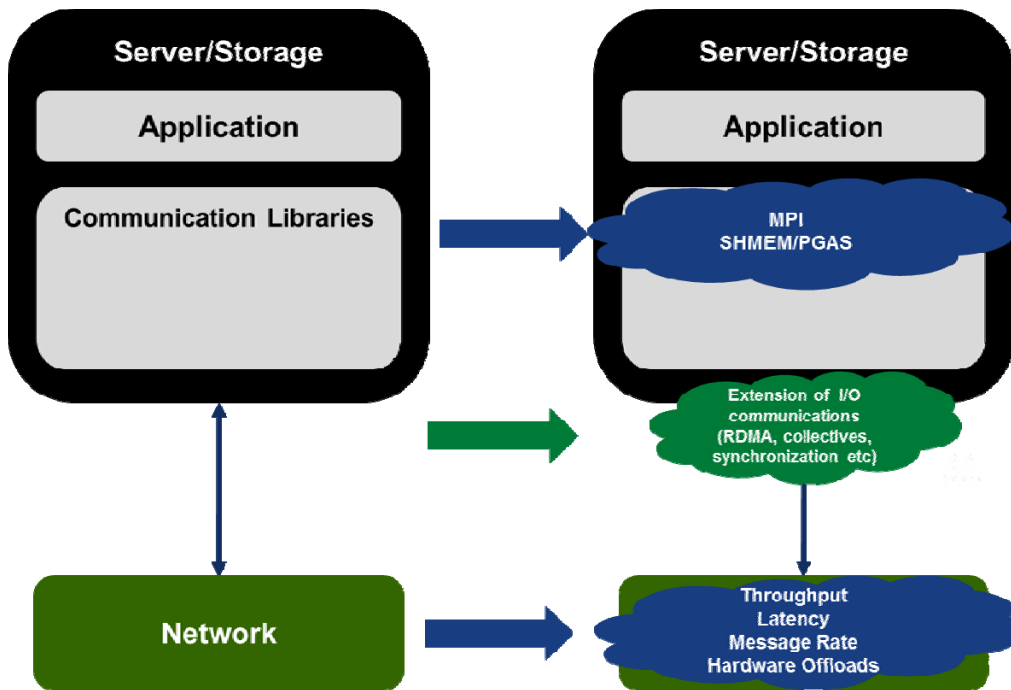 Server/Storage
Application
Communication Libraries
Network
Server/Storage
Application
MPI
SHMEM/PGAS
Extension of I/O
communications
(RDMA, collectives,
synchronization etc)
Throughput
Latency
Message Rate
Hardware Offloads